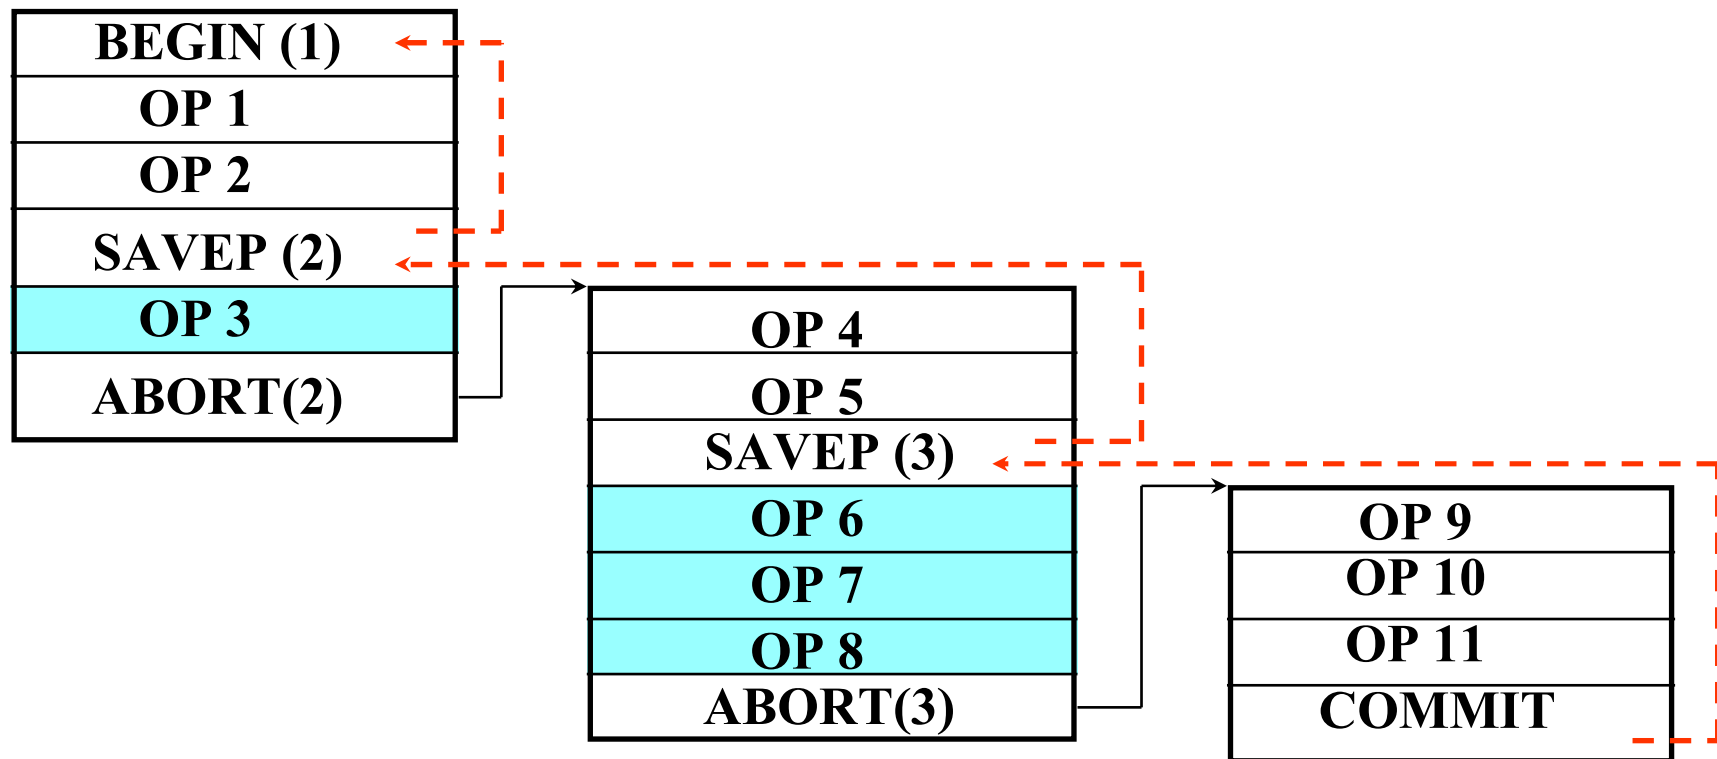 BEGIN (1)
OP 1
OP 2
SAVEP (2)
OP 3
ABORT(2)
OP 4
OP 5
SAVEP (3)
OP 6
OP 7
OP 8
ABORT(3)
OP 9
OP 10
OP 11
COMMIT